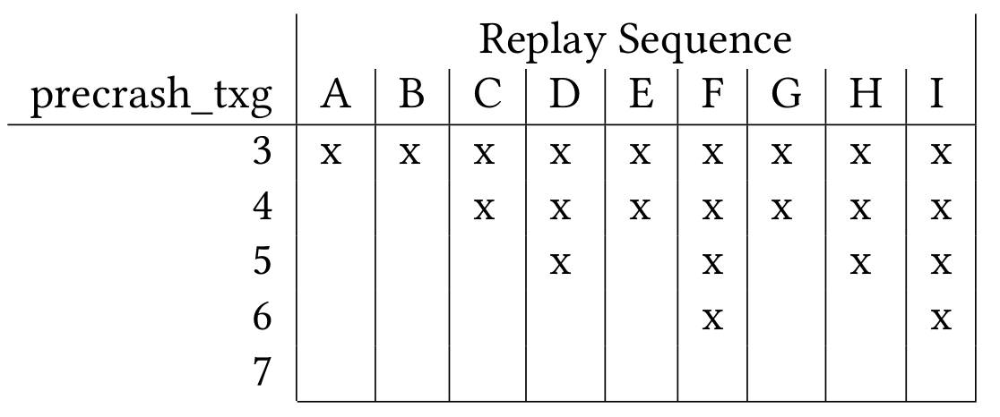 Replay Sequence
precrash_txg A B C D E F G H I
3 x x x x x x x x x
4 x x x x x x x
5 x x x x
6 x x
7